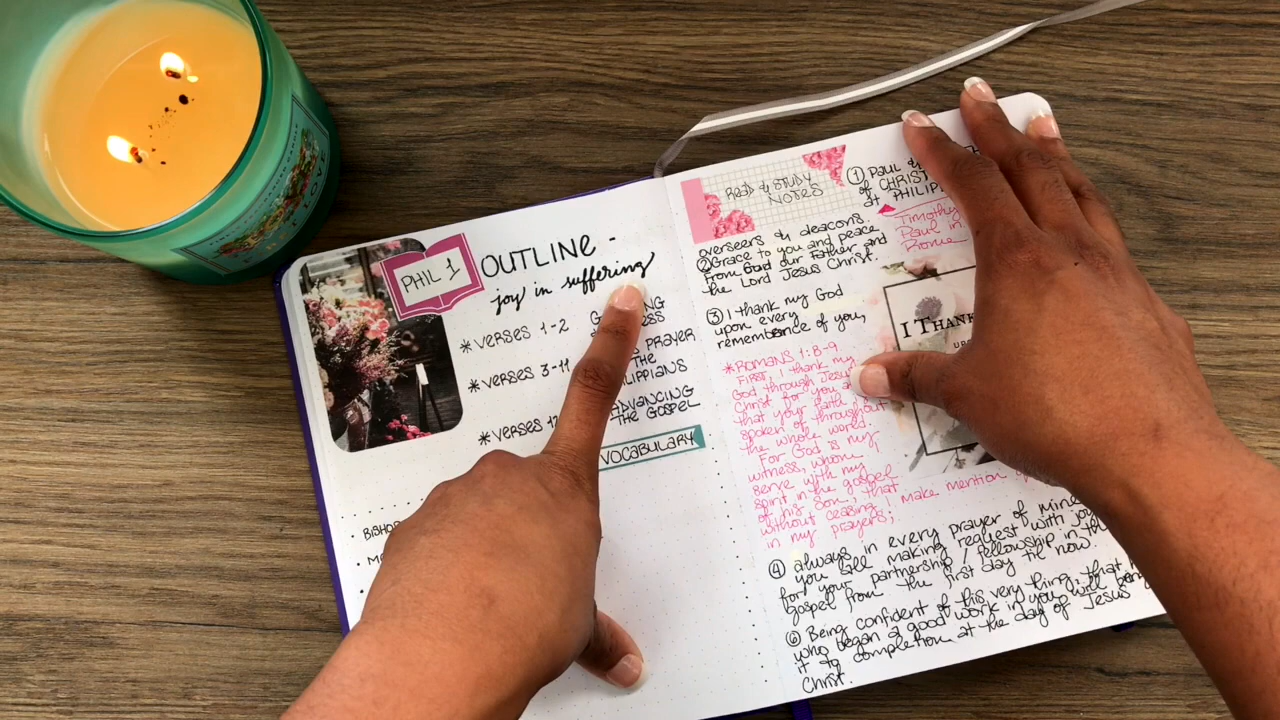 PHIL 1
OUTLINE -
joy in suffering
*VERSES 1-2
*VERSES 3-11 PRAYER
THE
*VERSES ADVANCING
THE GOSPEL
VOCABULARY
READ & STUDY
NOTES
① PAUL &
of CHRIST
at PHILIPPI
overseers & deacons.
② Grace to you and peace
from God our Father and
the Lord Jesus Christ.
Timothy
Paul in
Rome
③ I thank my God
upon every
remembrance of you,
I THANK
*ROMANS 1:8-9
FIRST, I thank my
God through Jesus
Christ for you
that your faith is
spoken of throughout
the whole world.
For God is my
witness, whom I
serve with my
spirit in the gospel
of his Son, that
without ceasing I make mention
in my prayers;
④ always in every prayer of mine
you all making request with joy
for your partnership / fellowship in the
gospel from the first day til now.
⑥ Being confident of this very thing, that
who began a good work in you will bring
it to completion at the day of Jesus
Christ.